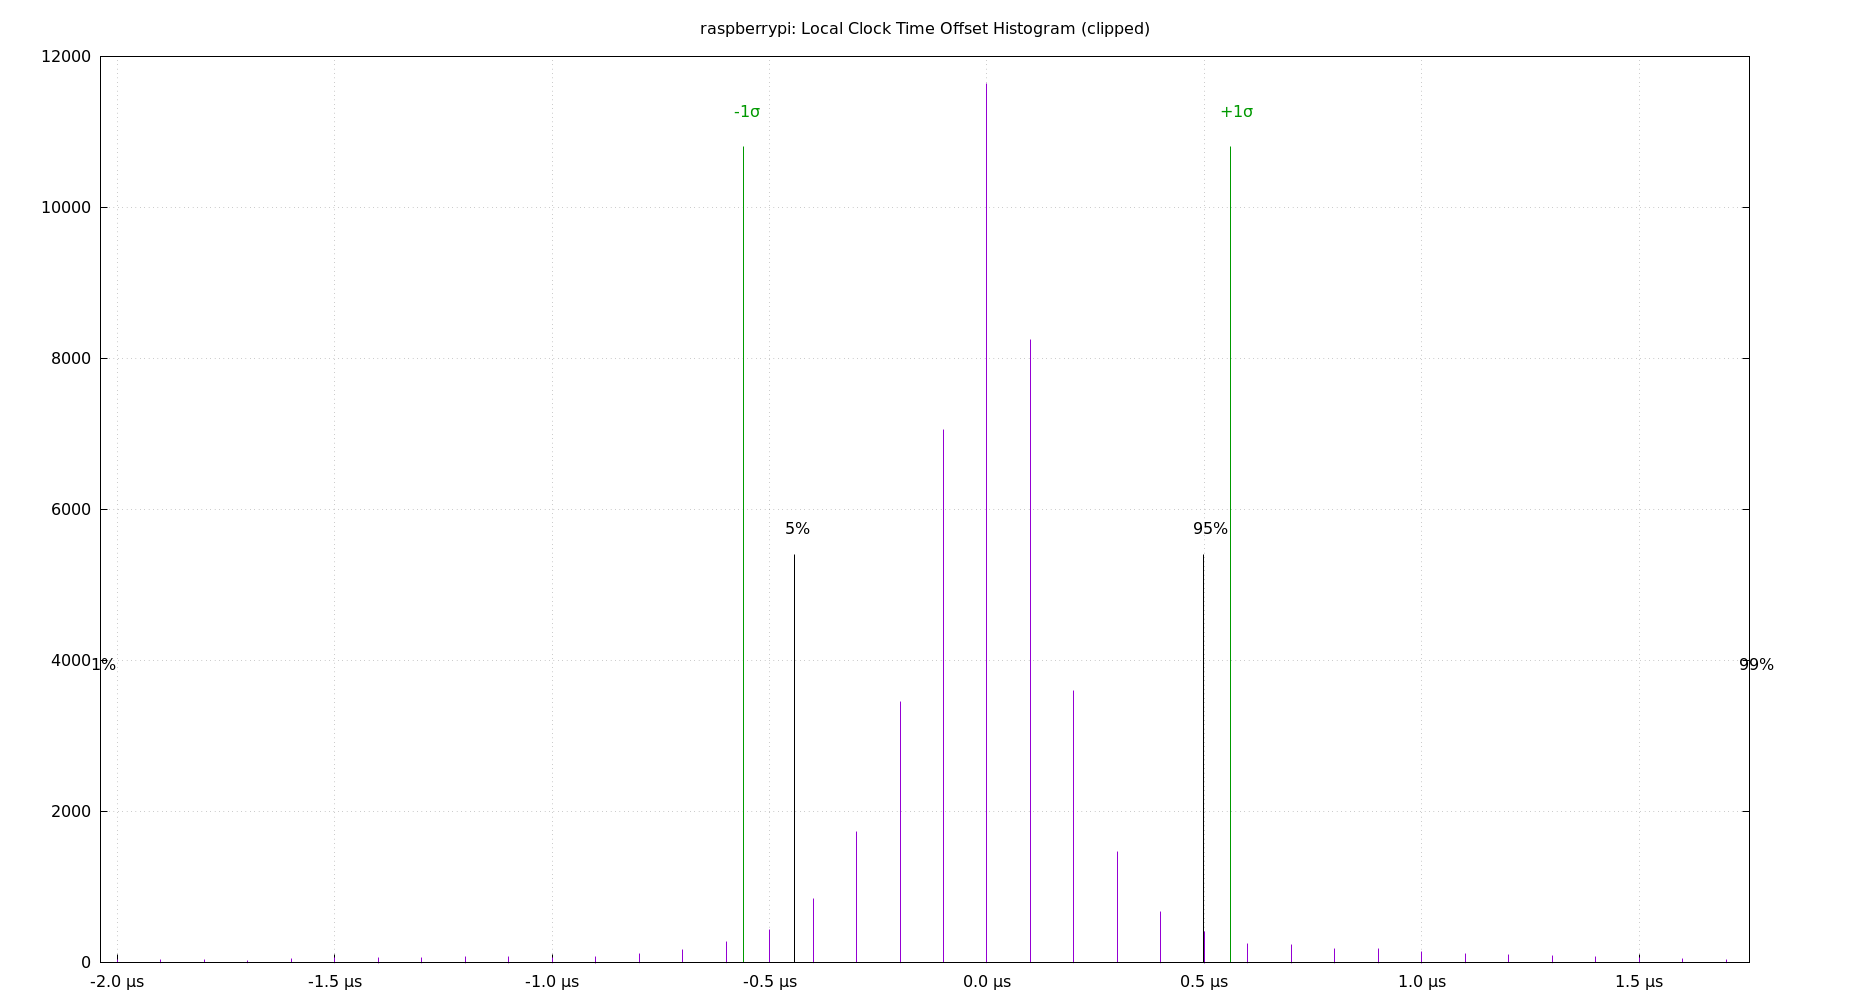 raspberrypi: Local Clock Time Offset Histogram (clipped)
12000
-1σ
+1σ
10000
8000
6000
5%
95%
4000
1%
99%
2000
0
-2.0 µs
-1.5 µs
-1.0 µs
-0.5 µs
0.0 µs
0.5 µs
1.0 µs
1.5 µs